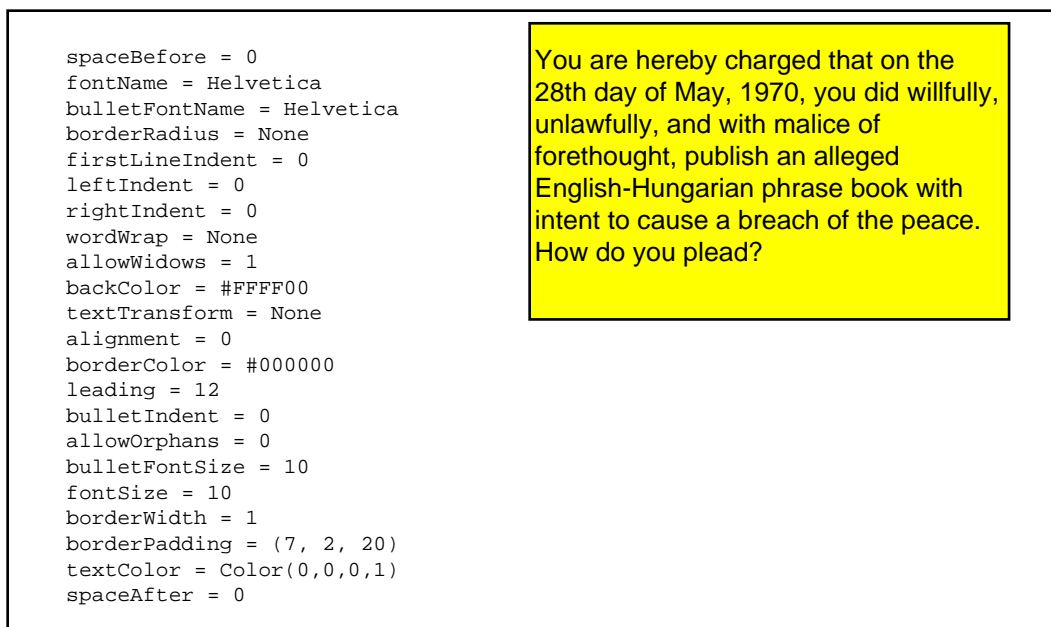 spaceBefore = 0
fontName = Helvetica
bulletFontName = Helvetica
borderRadius = None
firstLineIndent = 0
leftIndent = 0
rightIndent = 0
wordWrap = None
allowWidows = 1
backColor = #FFFF00
textTransform = None
alignment = 0
borderColor = #000000
leading = 12
bulletIndent = 0
allowOrphans = 0
bulletFontSize = 10
fontSize = 10
borderWidth = 1
borderPadding = (7, 2, 20)
textColor = Color(0,0,0,1)
spaceAfter = 0
You are hereby charged that on the
28th day of May, 1970, you did willfully,
unlawfully, and with malice of
forethought, publish an alleged
English-Hungarian phrase book with
intent to cause a breach of the peace.
How do you plead?